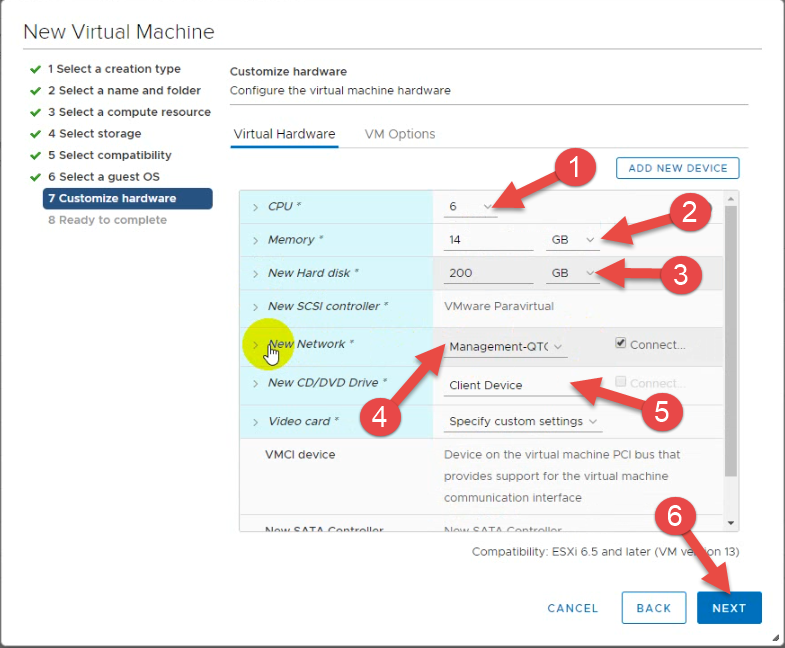 New Virtual Machine
1 Select a creation type
2 Select a name and folder
3 Select a compute resource
4 Select storage
5 Select compatibility
6 Select a guest OS
7 Customize hardware
8 Ready to complete
Customize hardware
Configure the virtual machine hardware
Virtual Hardware VM Options
ADD NEW DEVICE
1
CPU * 6
2
Memory * 14 GB
New Hard disk * 200 GB
3
New SCSI controller * VMware Paravirtual
New Network * Management-QT Connect...
New CD/DVD Drive * Client Device Connect...
4
5
Video card * Specify custom settings
VMCI device Device on the virtual machine PCI bus that
provides support for the virtual machine
communication interface
6
New SATA Controller New SATA Controller
Compatibility: ESXi 6.5 and later (VM version 13)
CANCEL BACK NEXT